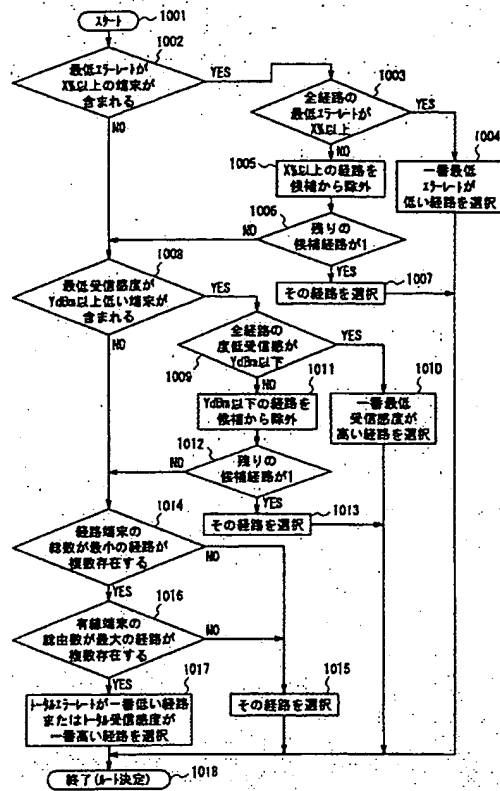 スタート
1001
1002
最低エラーレートが
X%以上の端末が
含まれる
YES
NO
1003
全経路の
最低エラーレートが
X%以上
YES
NO
1004
一番最低
エラーレートが
低い経路を選択
1005
X%以上の経路を
候補から除外
1006
残りの
候補経路が1
NO
YES
1007
その経路を選択
1008
最低受信感度が
YdBm以上低い端末が
含まれる
YES
NO
全経路の
度低受信感が
YdBm以下
1009
YES
NO
1010
一番最低
受信感度が
高い経路を選択
1011
YdBm以下の経路を
候補から除外
1012
残りの
候補経路が1
NO
YES
1013
その経路を選択
1014
経路端末の
総数が最小の経路が
複数存在する
NO
YES
1016
有線端末の
総由数が最大の経路が
複数存在する
NO
YES
1017
トータルエラーレートが一番低い経路
またはトータル受信感度が
一番高い経路を選択
1015
その経路を選択
終了(ルート決定)
1018